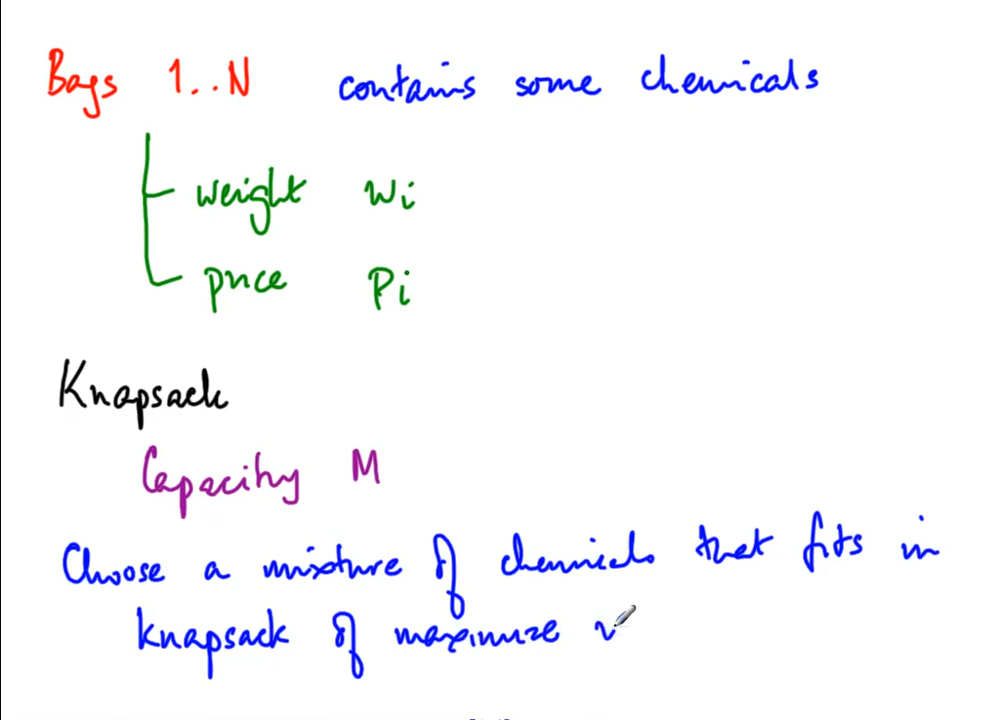 Bags 1..N contains some chemicals
weight Wi
price Pi
Knapsack
Capacity M
Choose a mixture of chemicals that fits in
knapsack of maximize v